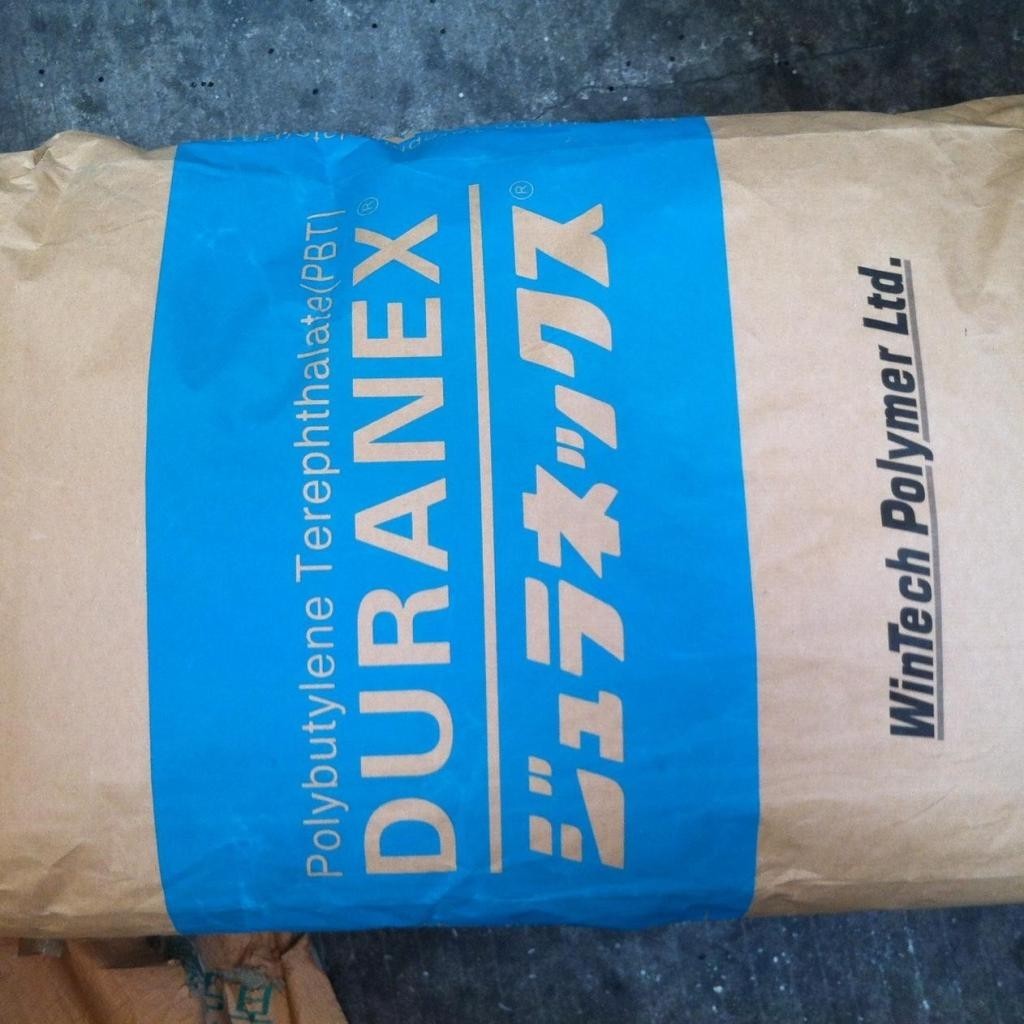 Polybutylene Terephthalate(PBT)
DURANEX®
ジュラネックス®
WinTech Polymer Ltd.